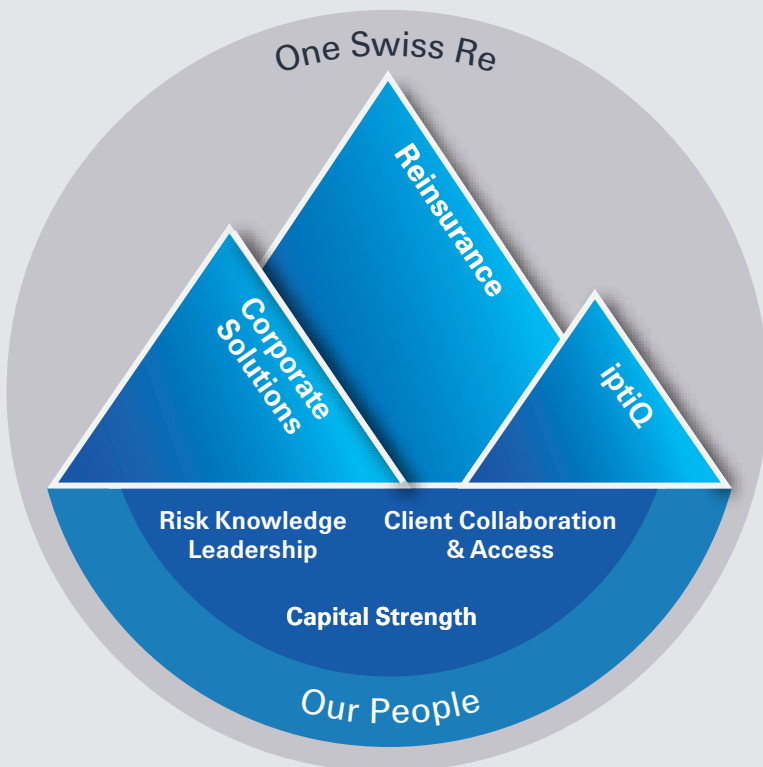 One Swiss Re
Reinsurance
Corporate
Solutions
iptiQ
Risk Knowledge
Leadership
Client Collaboration
& Access
Capital Strength
Our People